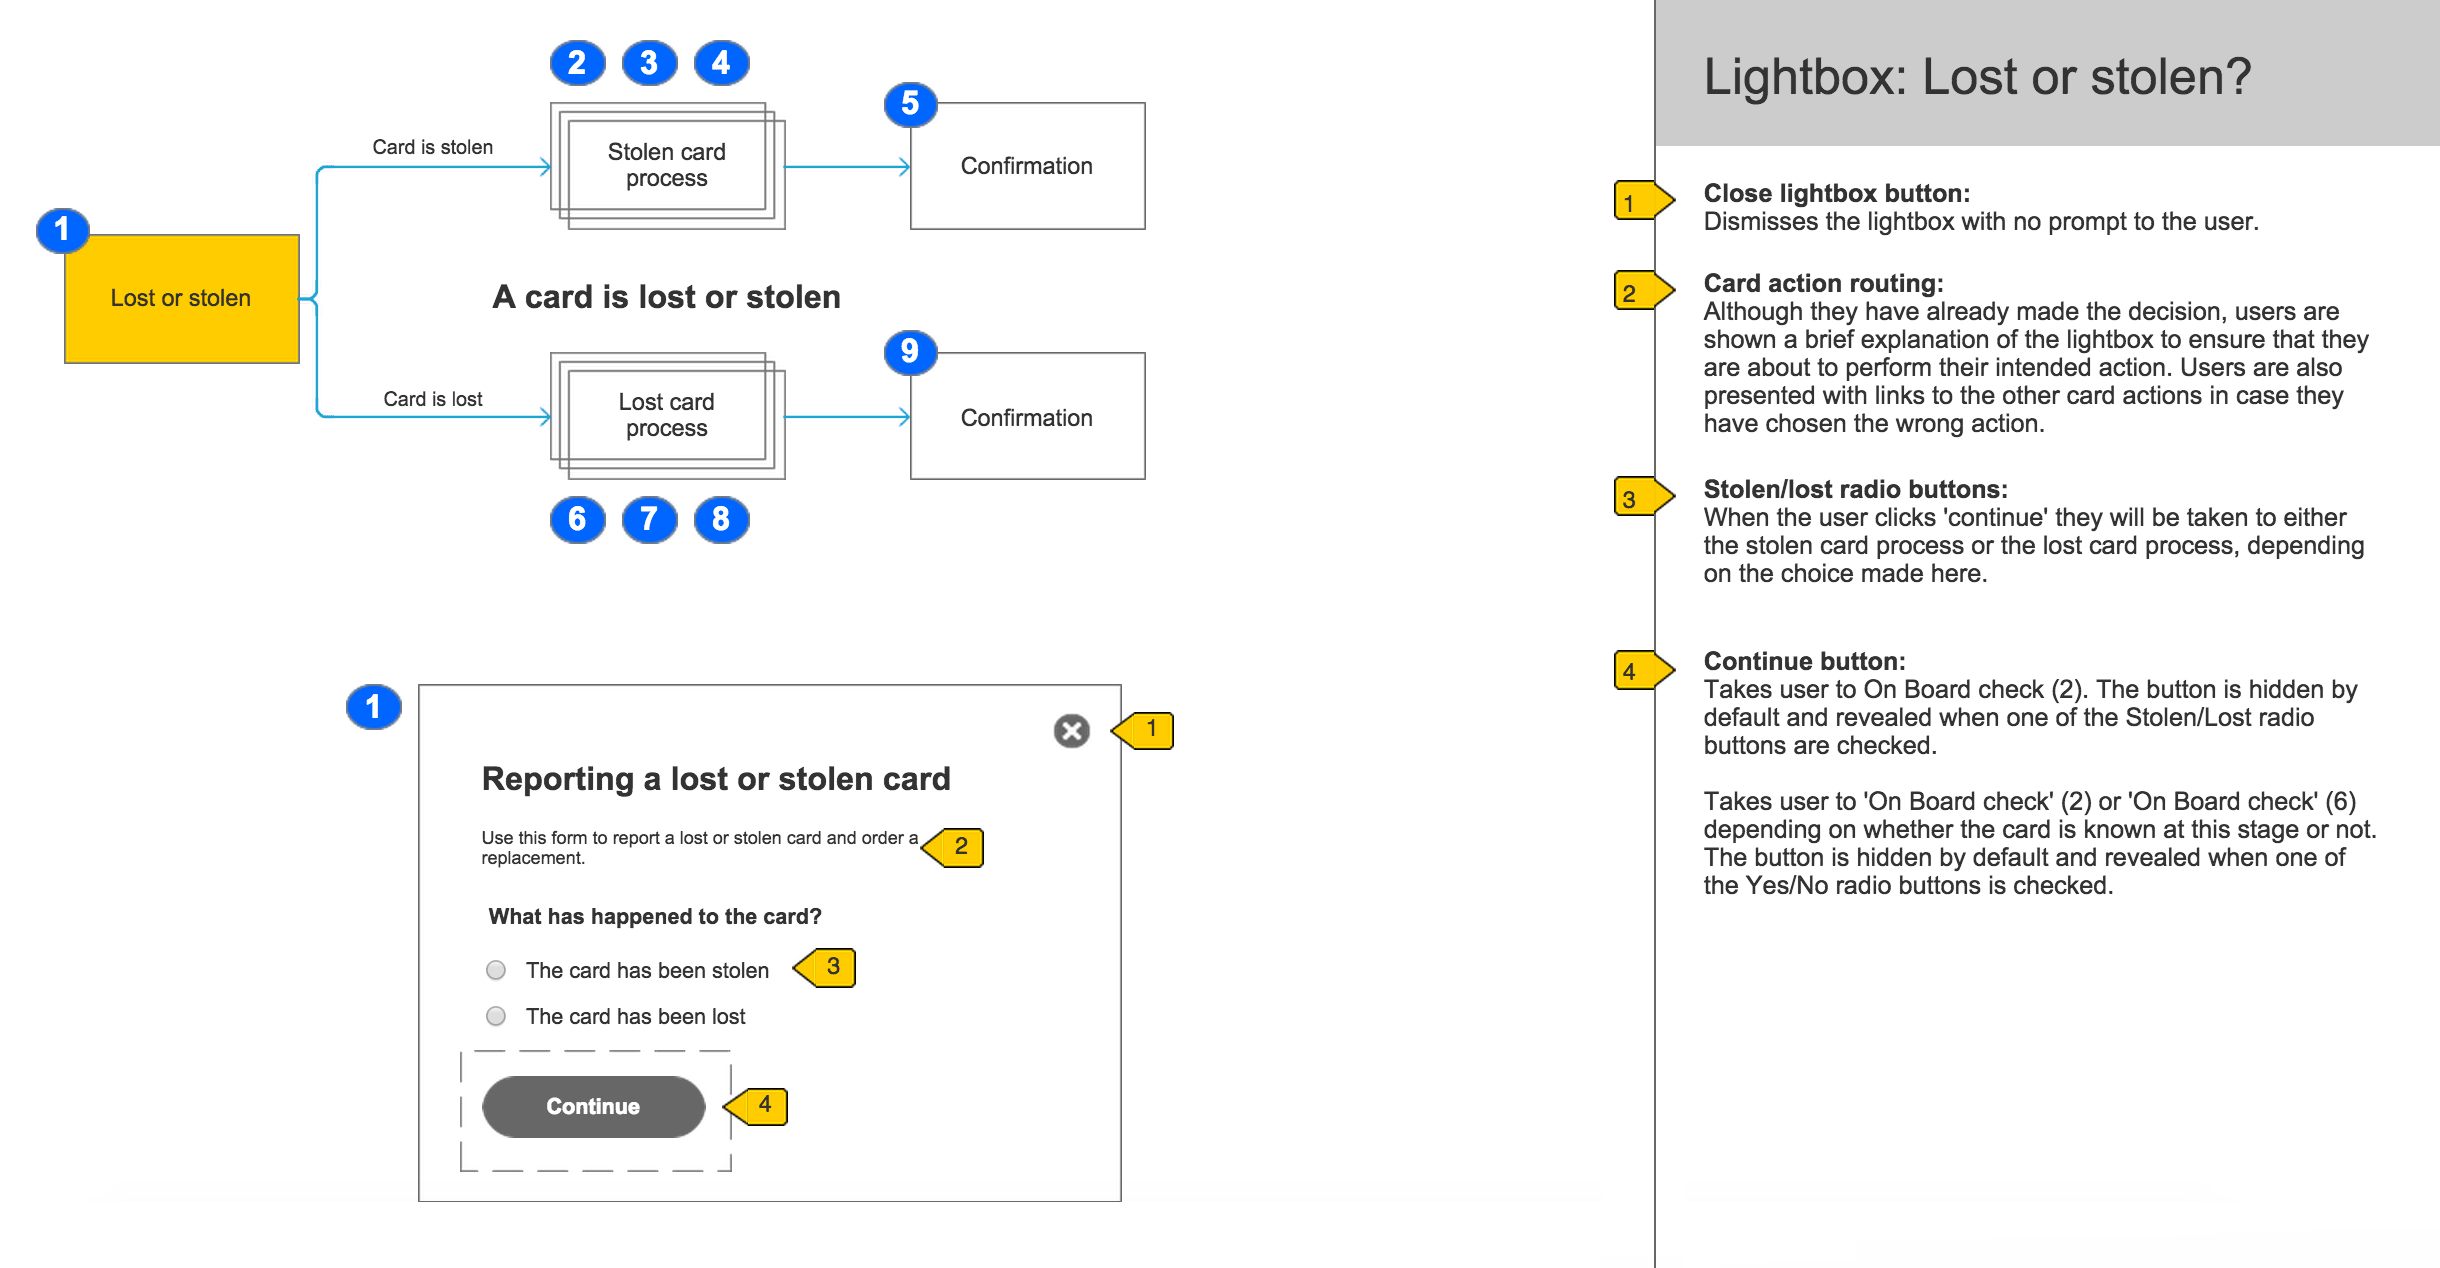 2 3 4
5
Card is stolen
Stolen card
process
Confirmation
1
Lost or stolen
A card is lost or stolen
9
Card is lost
Lost card
process
Confirmation
6 7 8
1
1
Reporting a lost or stolen card
Use this form to report a lost or stolen card and order a
replacement.
2
What has happened to the card?
The card has been stolen
3
The card has been lost
Continue
4
Lightbox: Lost or stolen?
1
Close lightbox button:
Dismisses the lightbox with no prompt to the user.
2
Card action routing:
Although they have already made the decision, users are
shown a brief explanation of the lightbox to ensure that they
are about to perform their intended action. Users are also
presented with links to the other card actions in case they
have chosen the wrong action.
3
Stolen/lost radio buttons:
When the user clicks 'continue' they will be taken to either
the stolen card process or the lost card process, depending
on the choice made here.
4
Continue button:
Takes user to On Board check (2). The button is hidden by
default and revealed when one of the Stolen/Lost radio
buttons are checked.
Takes user to 'On Board check' (2) or 'On Board check' (6)
depending on whether the card is known at this stage or not.
The button is hidden by default and revealed when one of
the Yes/No radio buttons is checked.